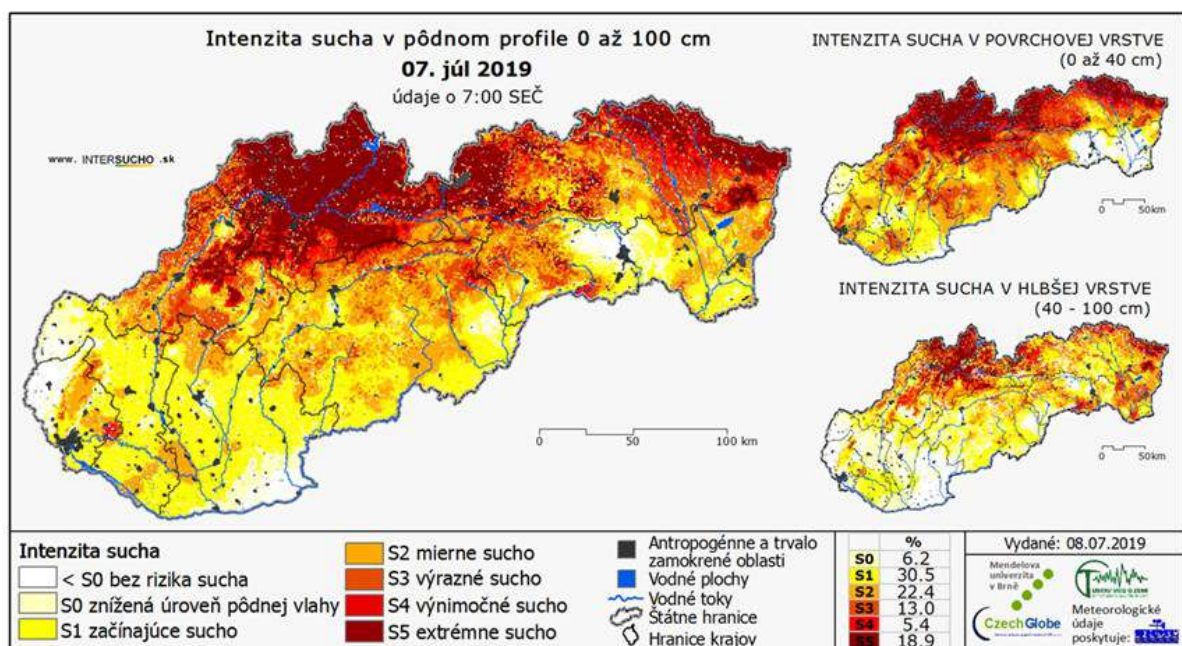 Intenzita sucha v pôdnom profile 0 až 100 cm
07. júl 2019
údaje o 7:00 SEČ
www. INTERSUCHO .sk
0 50 100 km
INTENZITA SUCHA V POVRCHOVEJ VRSTVE
(0 až 40 cm)
0 50km
INTENZITA SUCHA V HLBŠEJ VRSTVE
(40 - 100 cm)
0 50km
Intenzita sucha
< S0 bez rizika sucha
S0 znížená úroveň pôdnej vlahy
S1 začínajúce sucho
S2 mierne sucho
S3 výrazné sucho
S4 výnimočné sucho
S5 extrémne sucho
Antropogénne a trvalo
zamokrené oblasti
Vodné plochy
Vodné toky
Štátne hranice
Hranice krajov
%
S0 6.2
S1 30.5
S2 22.4
S3 13.0
S4 5.4
S5 18.9
Vydané: 08.07.2019
Mendelova
univerzita
v Brně
CzechGlobe
Meteorologické
údaje
poskytuje: